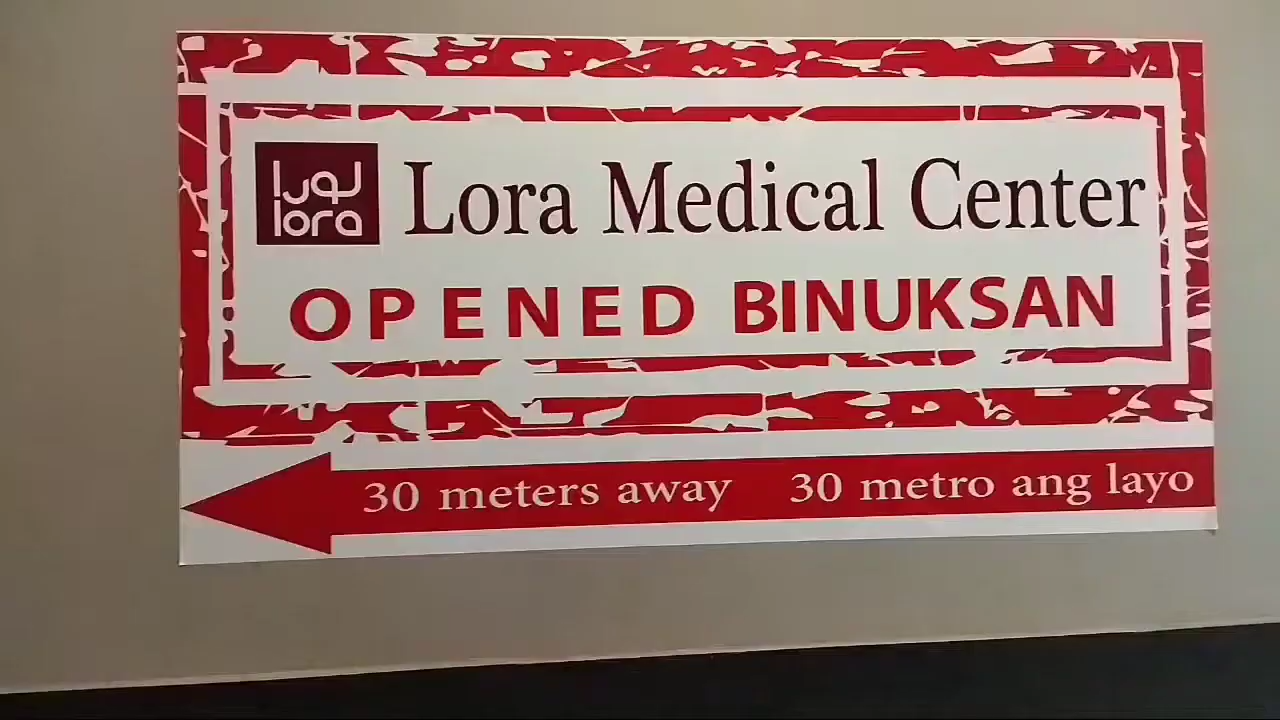 لورا
lora
Lora Medical Center
OPENED BINUKSAN
30 meters away 30 metro ang layo